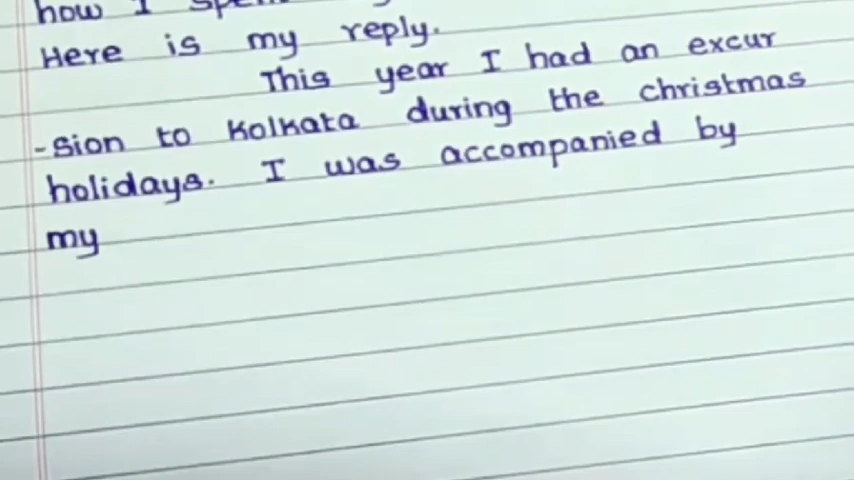 how I
Here is my reply.
This year I had an excur
-sion to Kolkata during the christmas
holidays. I was accompanied by
my